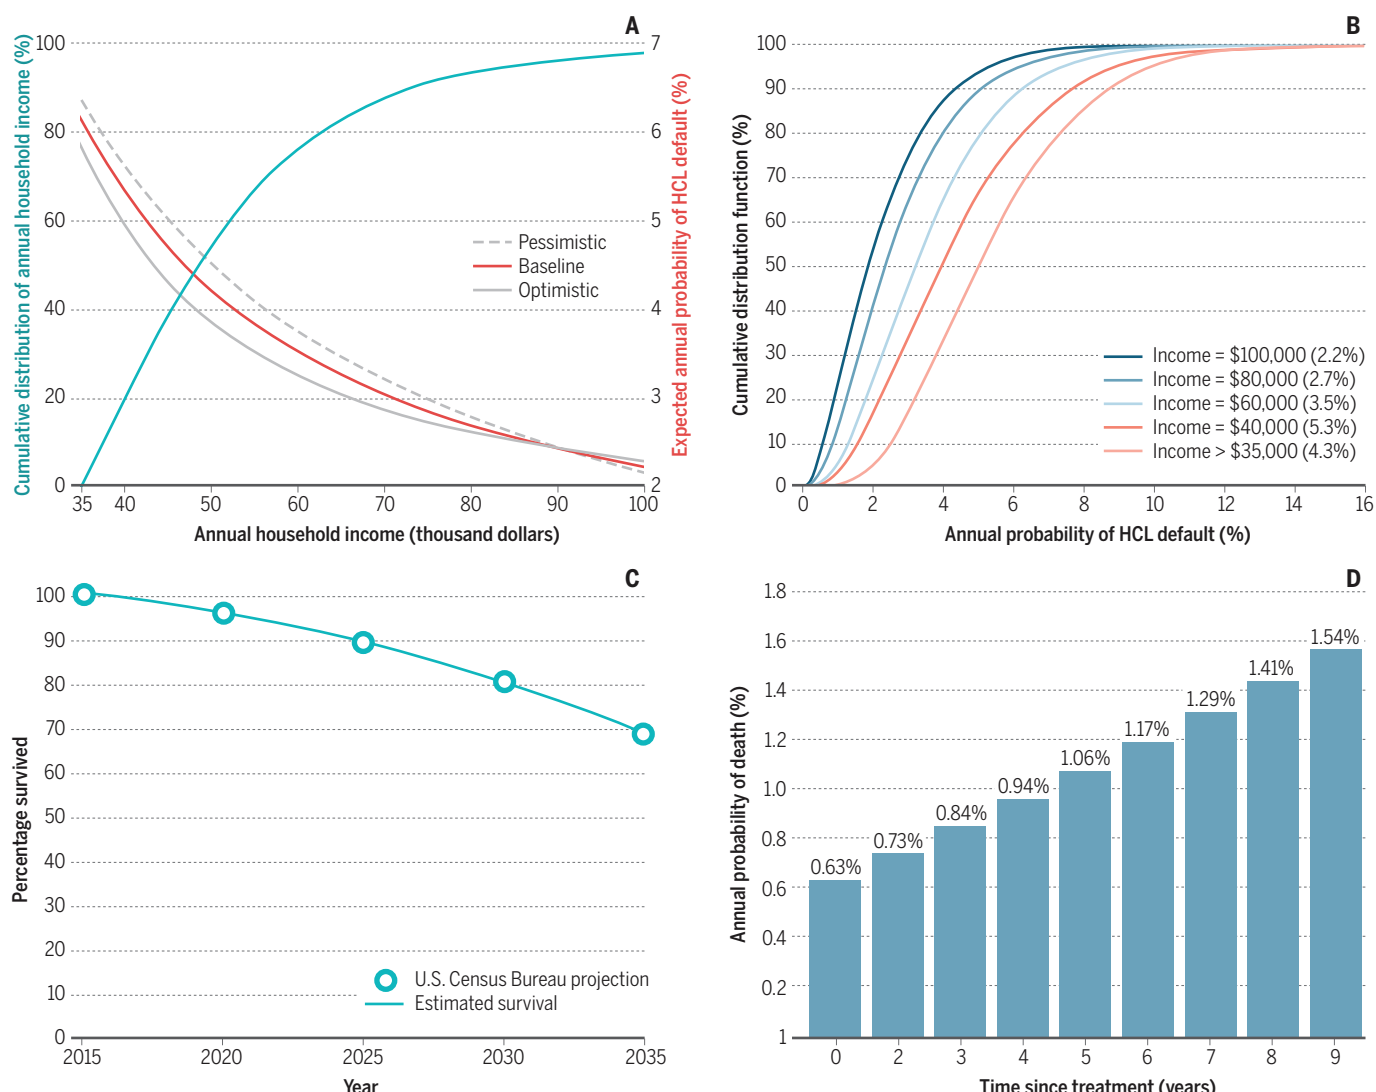 A
Cumulative distribution of annual household income (%)
100
80
60
40
20
0
7
6
5
4
3
2
Expected annual probability of HCL default (%)
Pessimistic
Baseline
Optimistic
35 40 50 60 70 80 90 100
Annual household income (thousand dollars)
B
Cumulative distribution function (%)
100
90
80
70
60
50
40
30
20
10
0
Income = $100,000 (2.2%)
Income = $80,000 (2.7%)
Income = $60,000 (3.5%)
Income = $40,000 (5.3%)
Income > $35,000 (4.3%)
0 2 4 6 8 10 12 14 16
Annual probability of HCL default (%)
C
Percentage survived
100
90
80
70
60
50
40
30
20
10
0
U.S. Census Bureau projection
Estimated survival
2015 2020 2025 2030 2035
Year
D
Annual probability of death (%)
1.8
1.6
1.4
1.2
1.0
0.8
0.6
0.4
0.2
1
0.63%
0.73%
0.84%
0.94%
1.06%
1.17%
1.29%
1.41%
1.54%
0 2 3 4 5 6 7 8 9
Time since treatment (years)